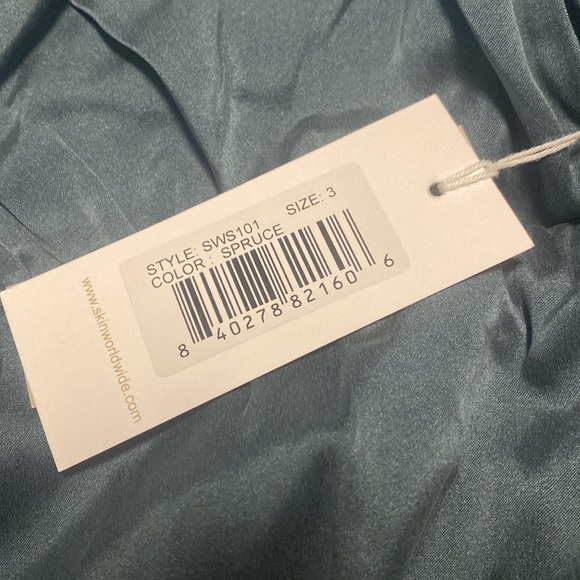 STYLE: SWS101 SIZE: 3
COLOR : SPRUCE
8 40278 82160 6
www.skinworldwide.com